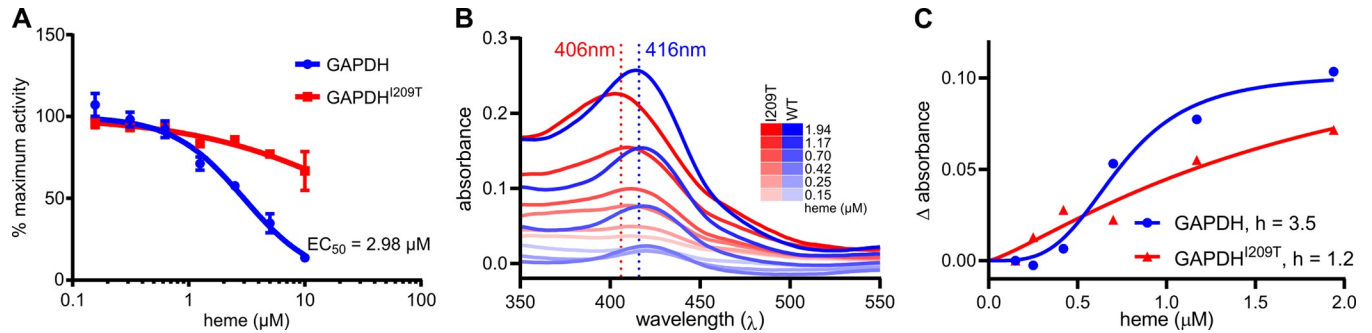 A
% maximum activity
150
100
50
0
0.1
1
10
100
heme (µM)
GAPDH
GAPDH^I209T
EC50 = 2.98 µM
B
absorbance
0.3
0.2
0.1
0.0
350
400
450
500
550
wavelength (λ)
406nm
416nm
I209T
WT
1.94
1.17
0.70
0.42
0.25
0.15
heme (µM)
C
Δ absorbance
0.10
0.05
0.00
0.0
0.5
1.0
1.5
2.0
heme (µM)
GAPDH, h = 3.5
GAPDH^I209T, h = 1.2